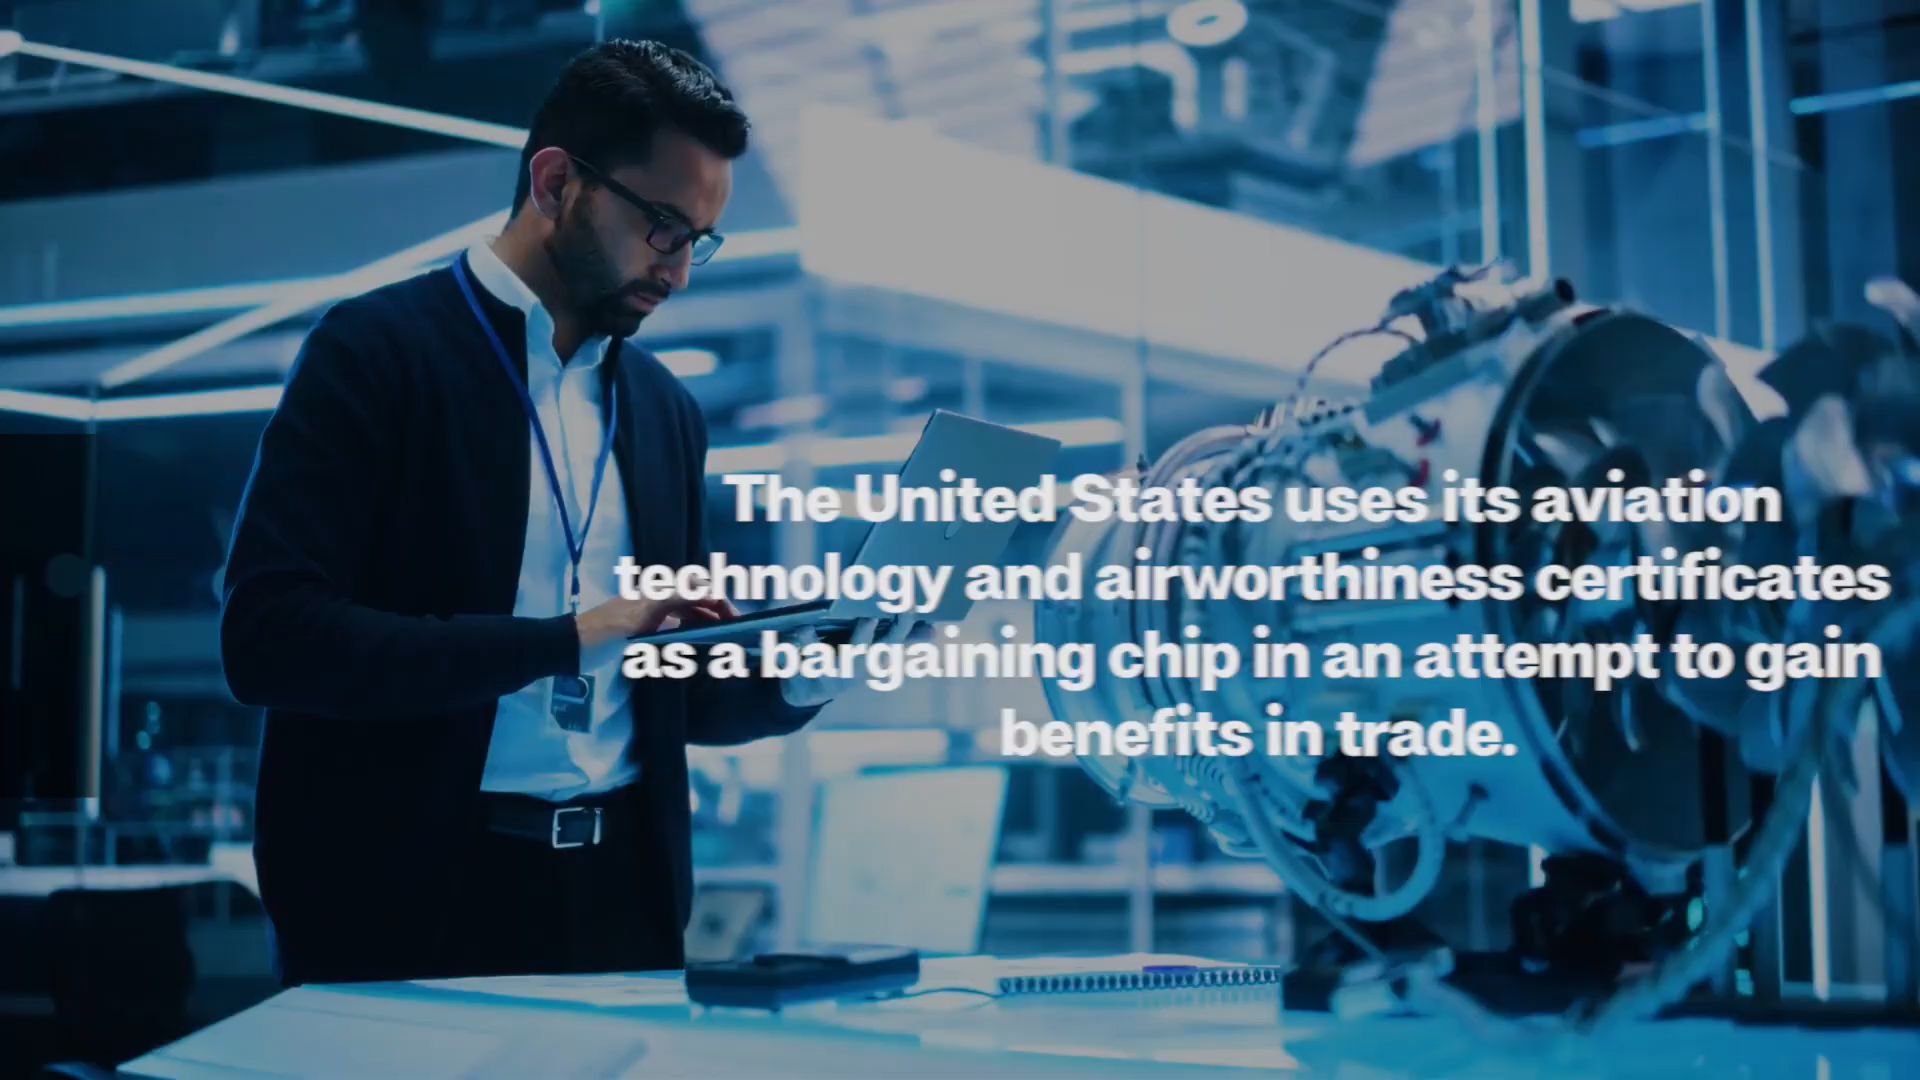 The United States uses its aviation
technology and airworthiness certificates
as a bargaining chip in an attempt to gain
benefits in trade.